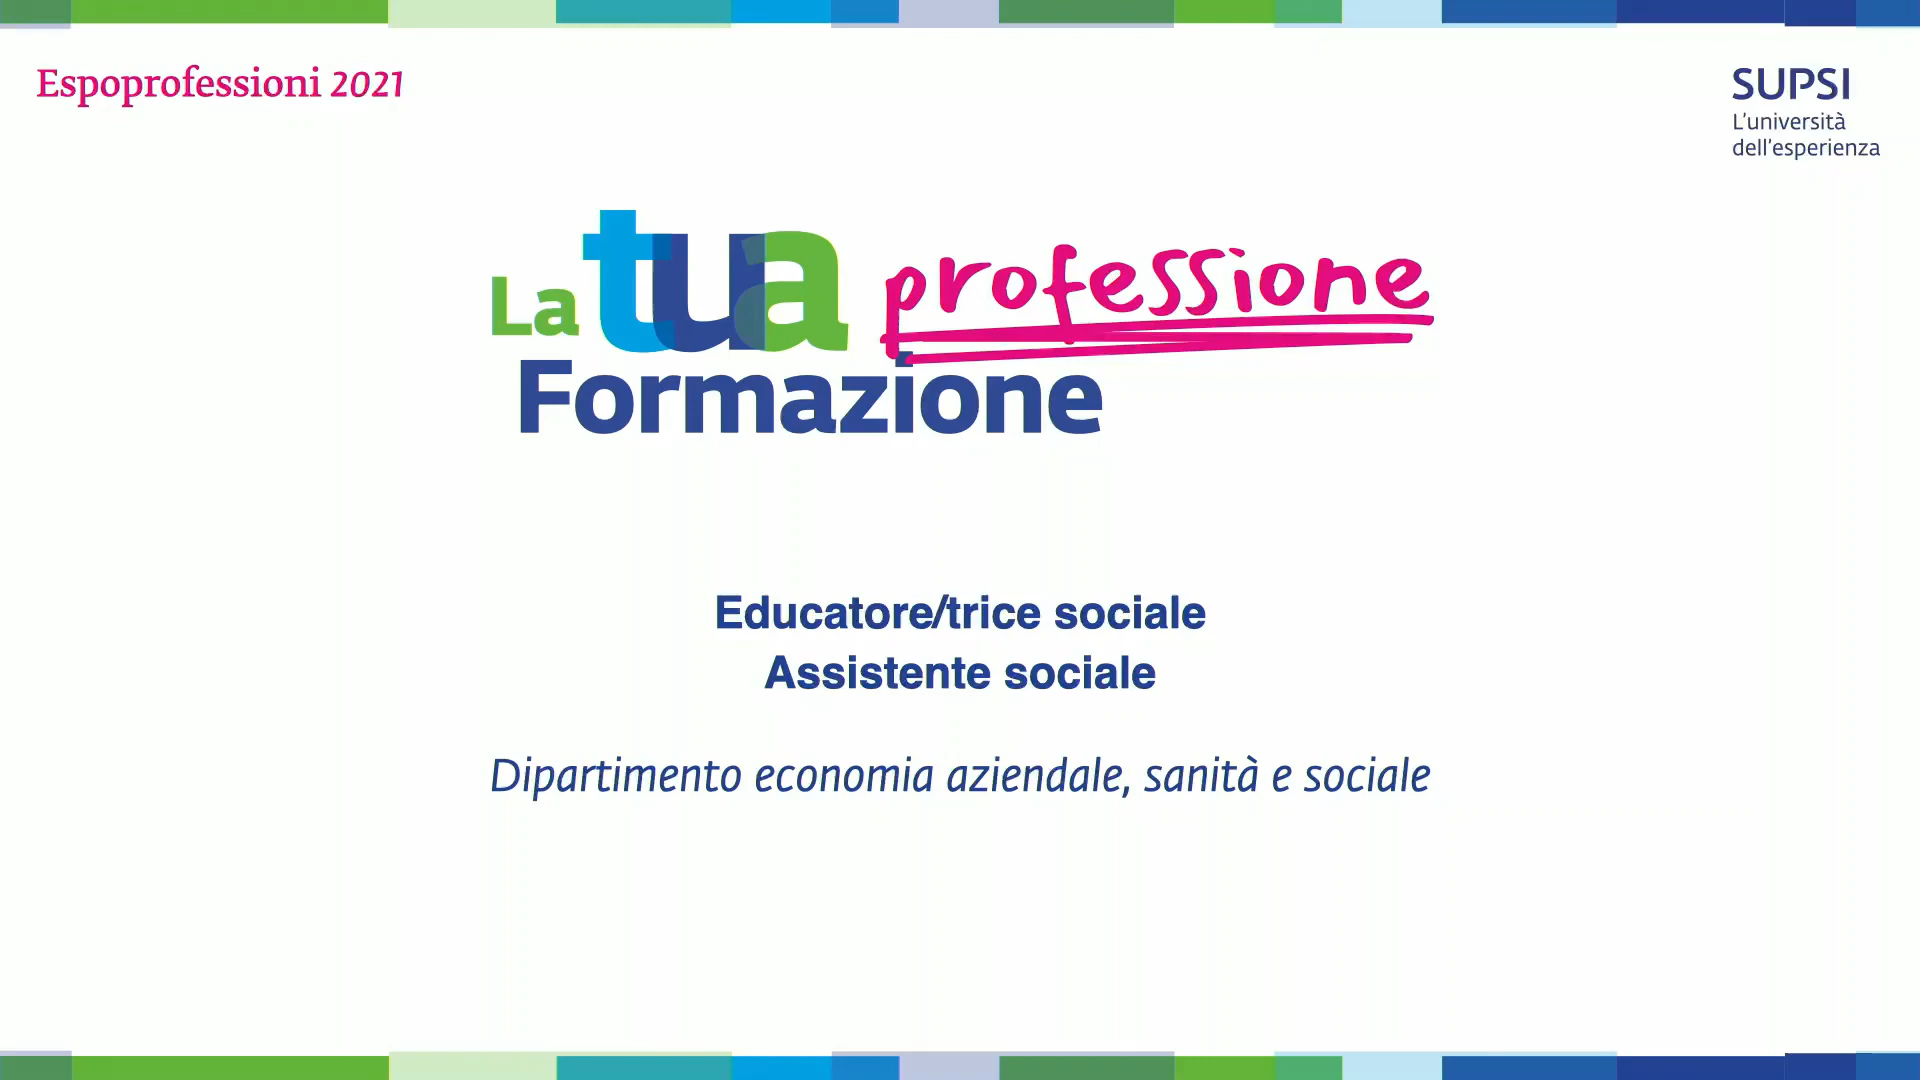 Espoprofessioni 2021
SUPSI
L'università
dell'esperienza
La tua professione
Formazione
Educatore/trice sociale
Assistente sociale
Dipartimento economia aziendale, sanità e sociale